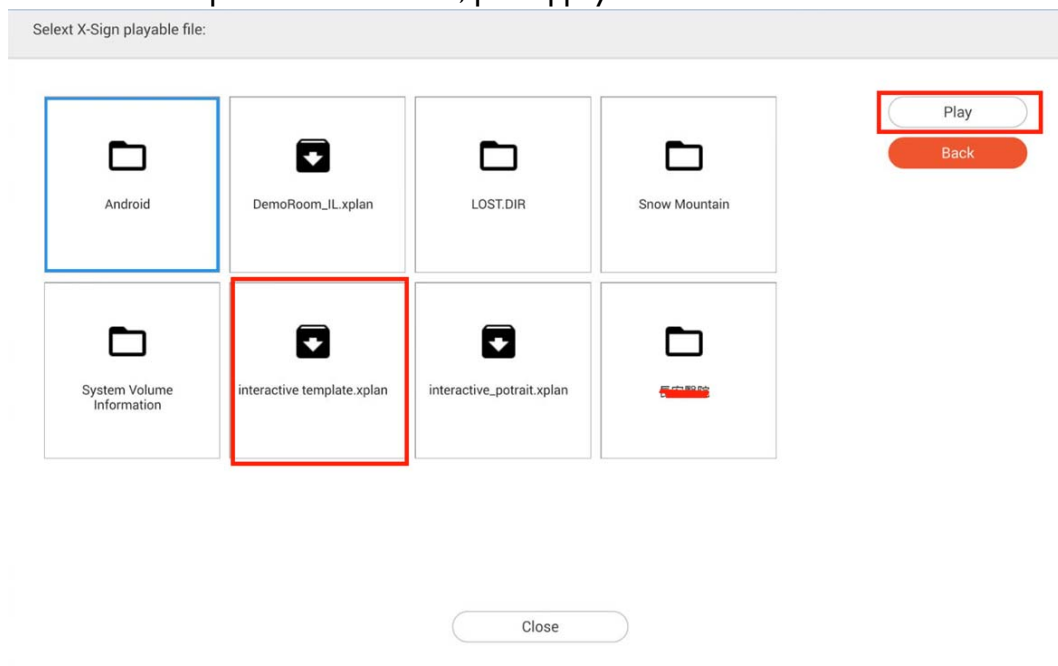 Selext X-Sign playable file:
Play
Back
Android
DemoRoom_IL.xplan
LOST.DIR
Snow Mountain
System Volume
Information
interactive template.xplan
interactive_potrait.xplan
Close